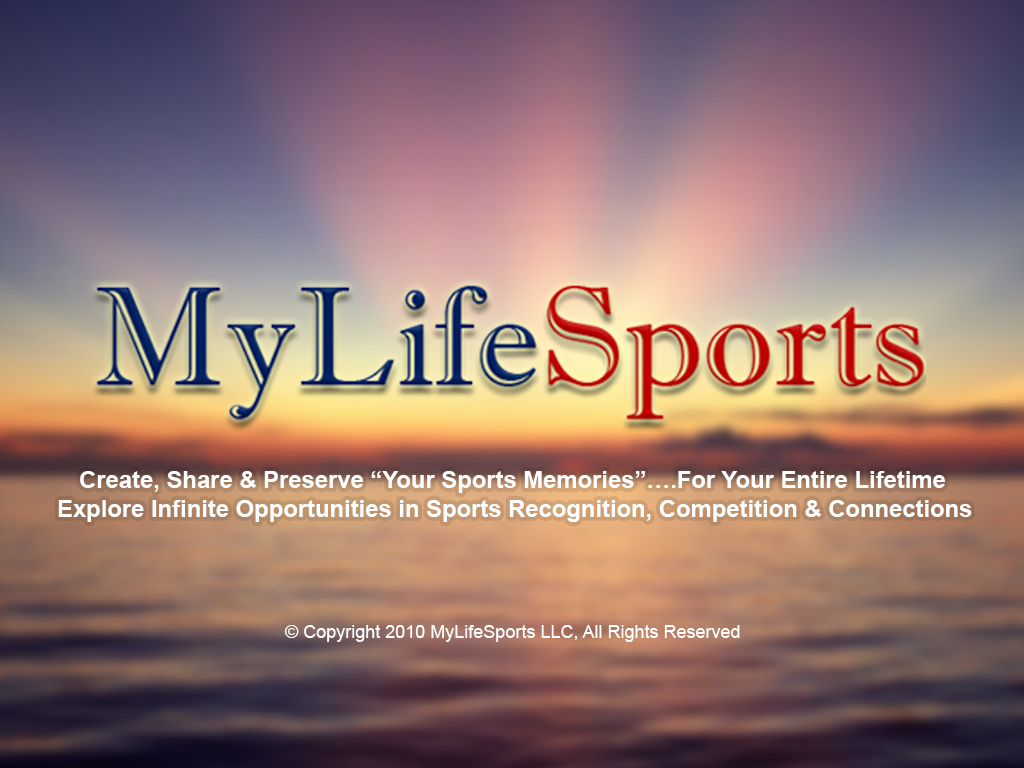 MyLifeSports
Create, Share & Preserve “Your Sports Memories”….For Your Entire Lifetime
Explore Infinite Opportunities in Sports Recognition, Competition & Connections
© Copyright 2010 MyLifeSports LLC, All Rights Reserved